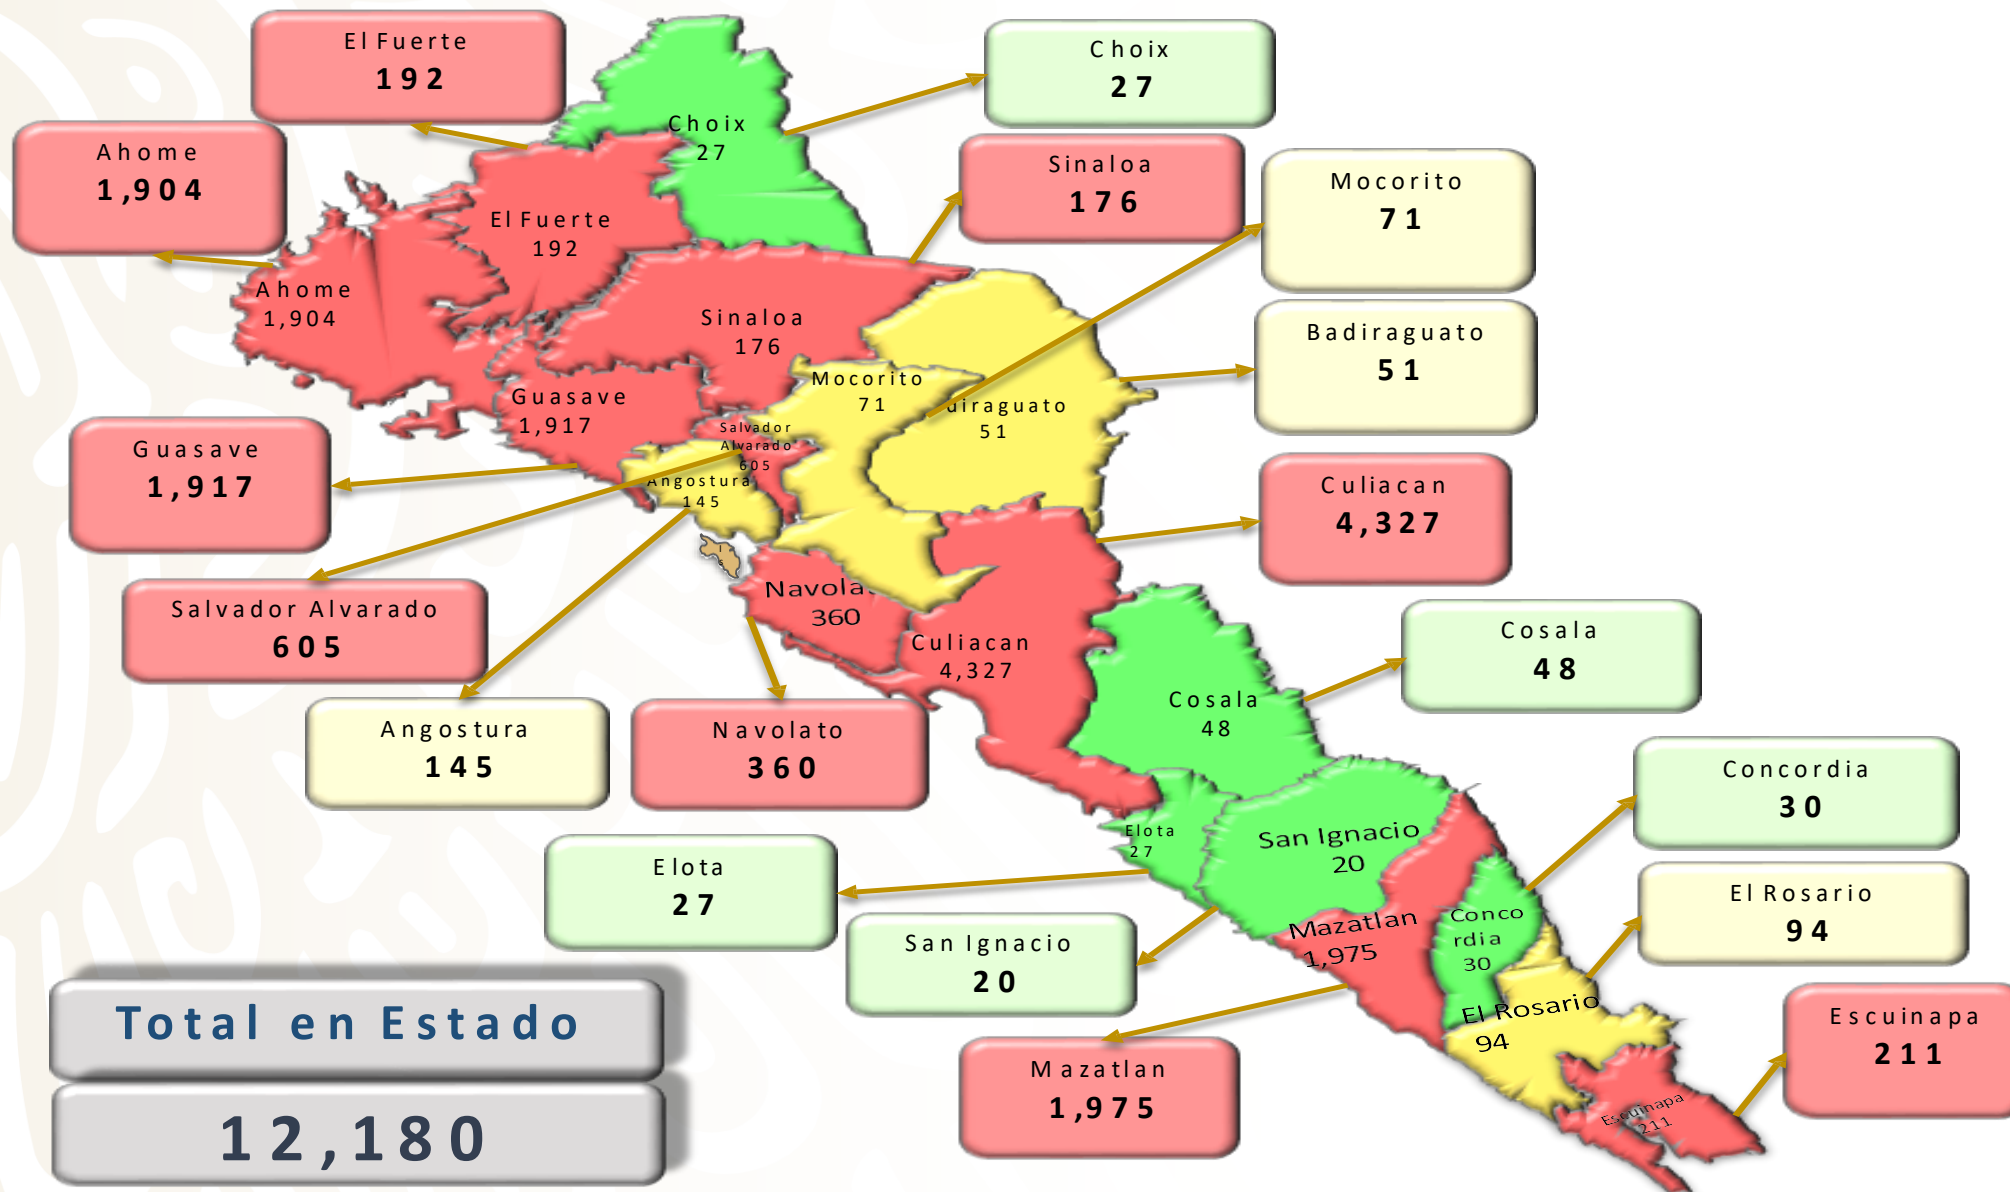 El Fuerte
192
Choix
27
Ahome
1,904
Sinaloa
176
Mocorito
71
Badiraguato
51
Guasave
1,917
Culiacan
4,327
Salvador Alvarado
605
Cosala
48
Angostura
145
Navolato
360
Concordia
30
Elota
27
El Rosario
94
San Ignacio
20
Escuinapa
211
Mazatlan
1,975
Choix
27
El Fuerte
192
Ahome
1,904
Sinaloa
176
Mocorito
71
diraguato
51
Guasave
1,917
Salvador
Alvarado
605
Angostura
145
Navola
360
Culiacan
4,327
Cosala
48
Elota
27
San Ignacio
20
Mazatlan
1,975
Conco
rdia
30
El Rosario
94
Escuinapa
211
Total en Estado
12,180